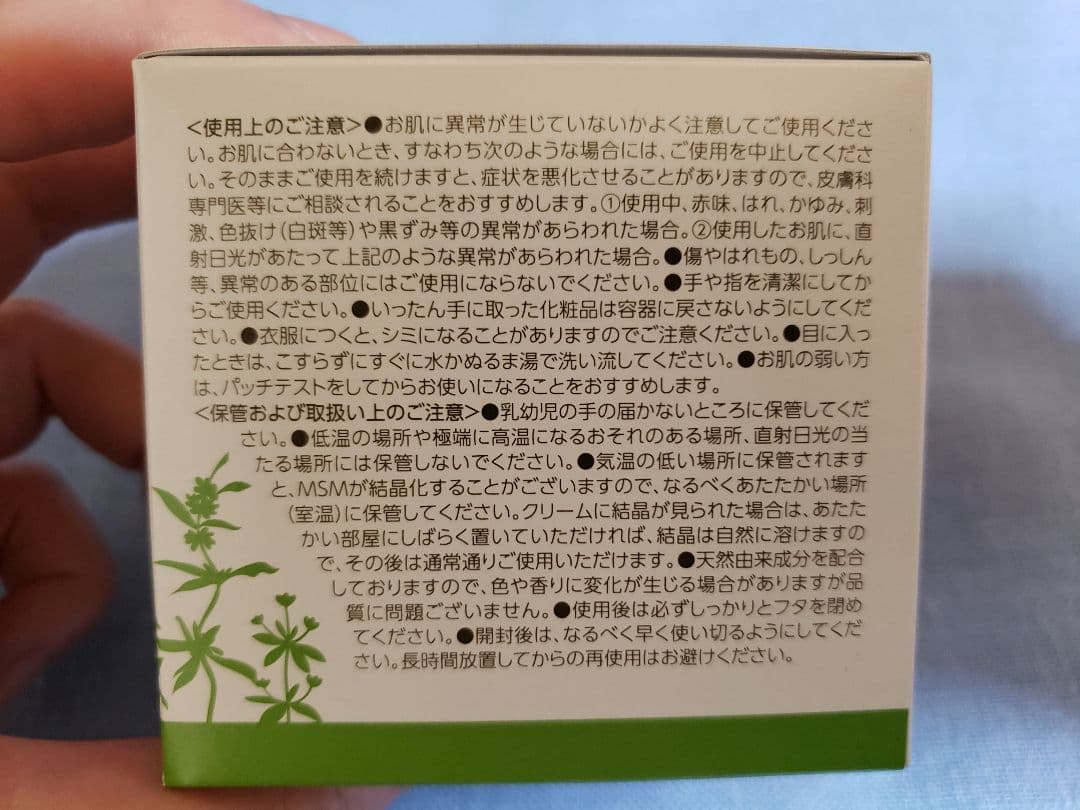 <使用上のご注意>●お肌に異常が生じていないかよく注意してご使用くださ
い。お肌に合わないとき、すなわち次のような場合には、ご使用を中止してくださ
い。そのままご使用を続けますと、症状を悪化させることがありますので、皮膚科
専門医等にご相談されることをおすすめします。①使用中、赤味、はれ、かゆみ、刺
激、色抜け(白斑等)や黒ずみ等の異常があらわれた場合。②使用したお肌に、直
射日光があたって上記のような異常があらわれた場合。●傷やはれもの、しっしん
等、異常のある部位にはご使用にならないでください。●手や指を清潔にしてか
らご使用ください。●いったん手に取った化粧品は容器に戻さないようにしてくだ
さい。●衣服につくと、シミになることがありますのでご注意ください。●目に入っ
たときは、こすらずにすぐに水かぬるま湯で洗い流してください。●お肌の弱い方
は、パッチテストをしてからお使いになることをおすすめします。
<保管および取扱い上のご注意>●乳幼児の手の届かないところに保管してくだ
さい。●低温の場所や極端に高温になるおそれのある場所、直射日光の当
たる場所には保管しないでください。●気温の低い場所に保管されます
と、MSMが結晶化することがございますので、なるべくあたたかい場所
(室温)に保管してください。クリームに結晶が見られた場合は、あたた
かい部屋にしばらく置いていただければ、結晶は自然に溶けますの
で、その後は通常通りご使用いただけます。●天然由来成分を配合
しておりますので、色や香りに変化が生じる場合がありますが品
質に問題ございません。●使用後は必ずしっかりとフタを閉め
てください。●開封後は、なるべく早く使い切るようにしてくだ
さい。長時間放置してからの再使用はお避けください。